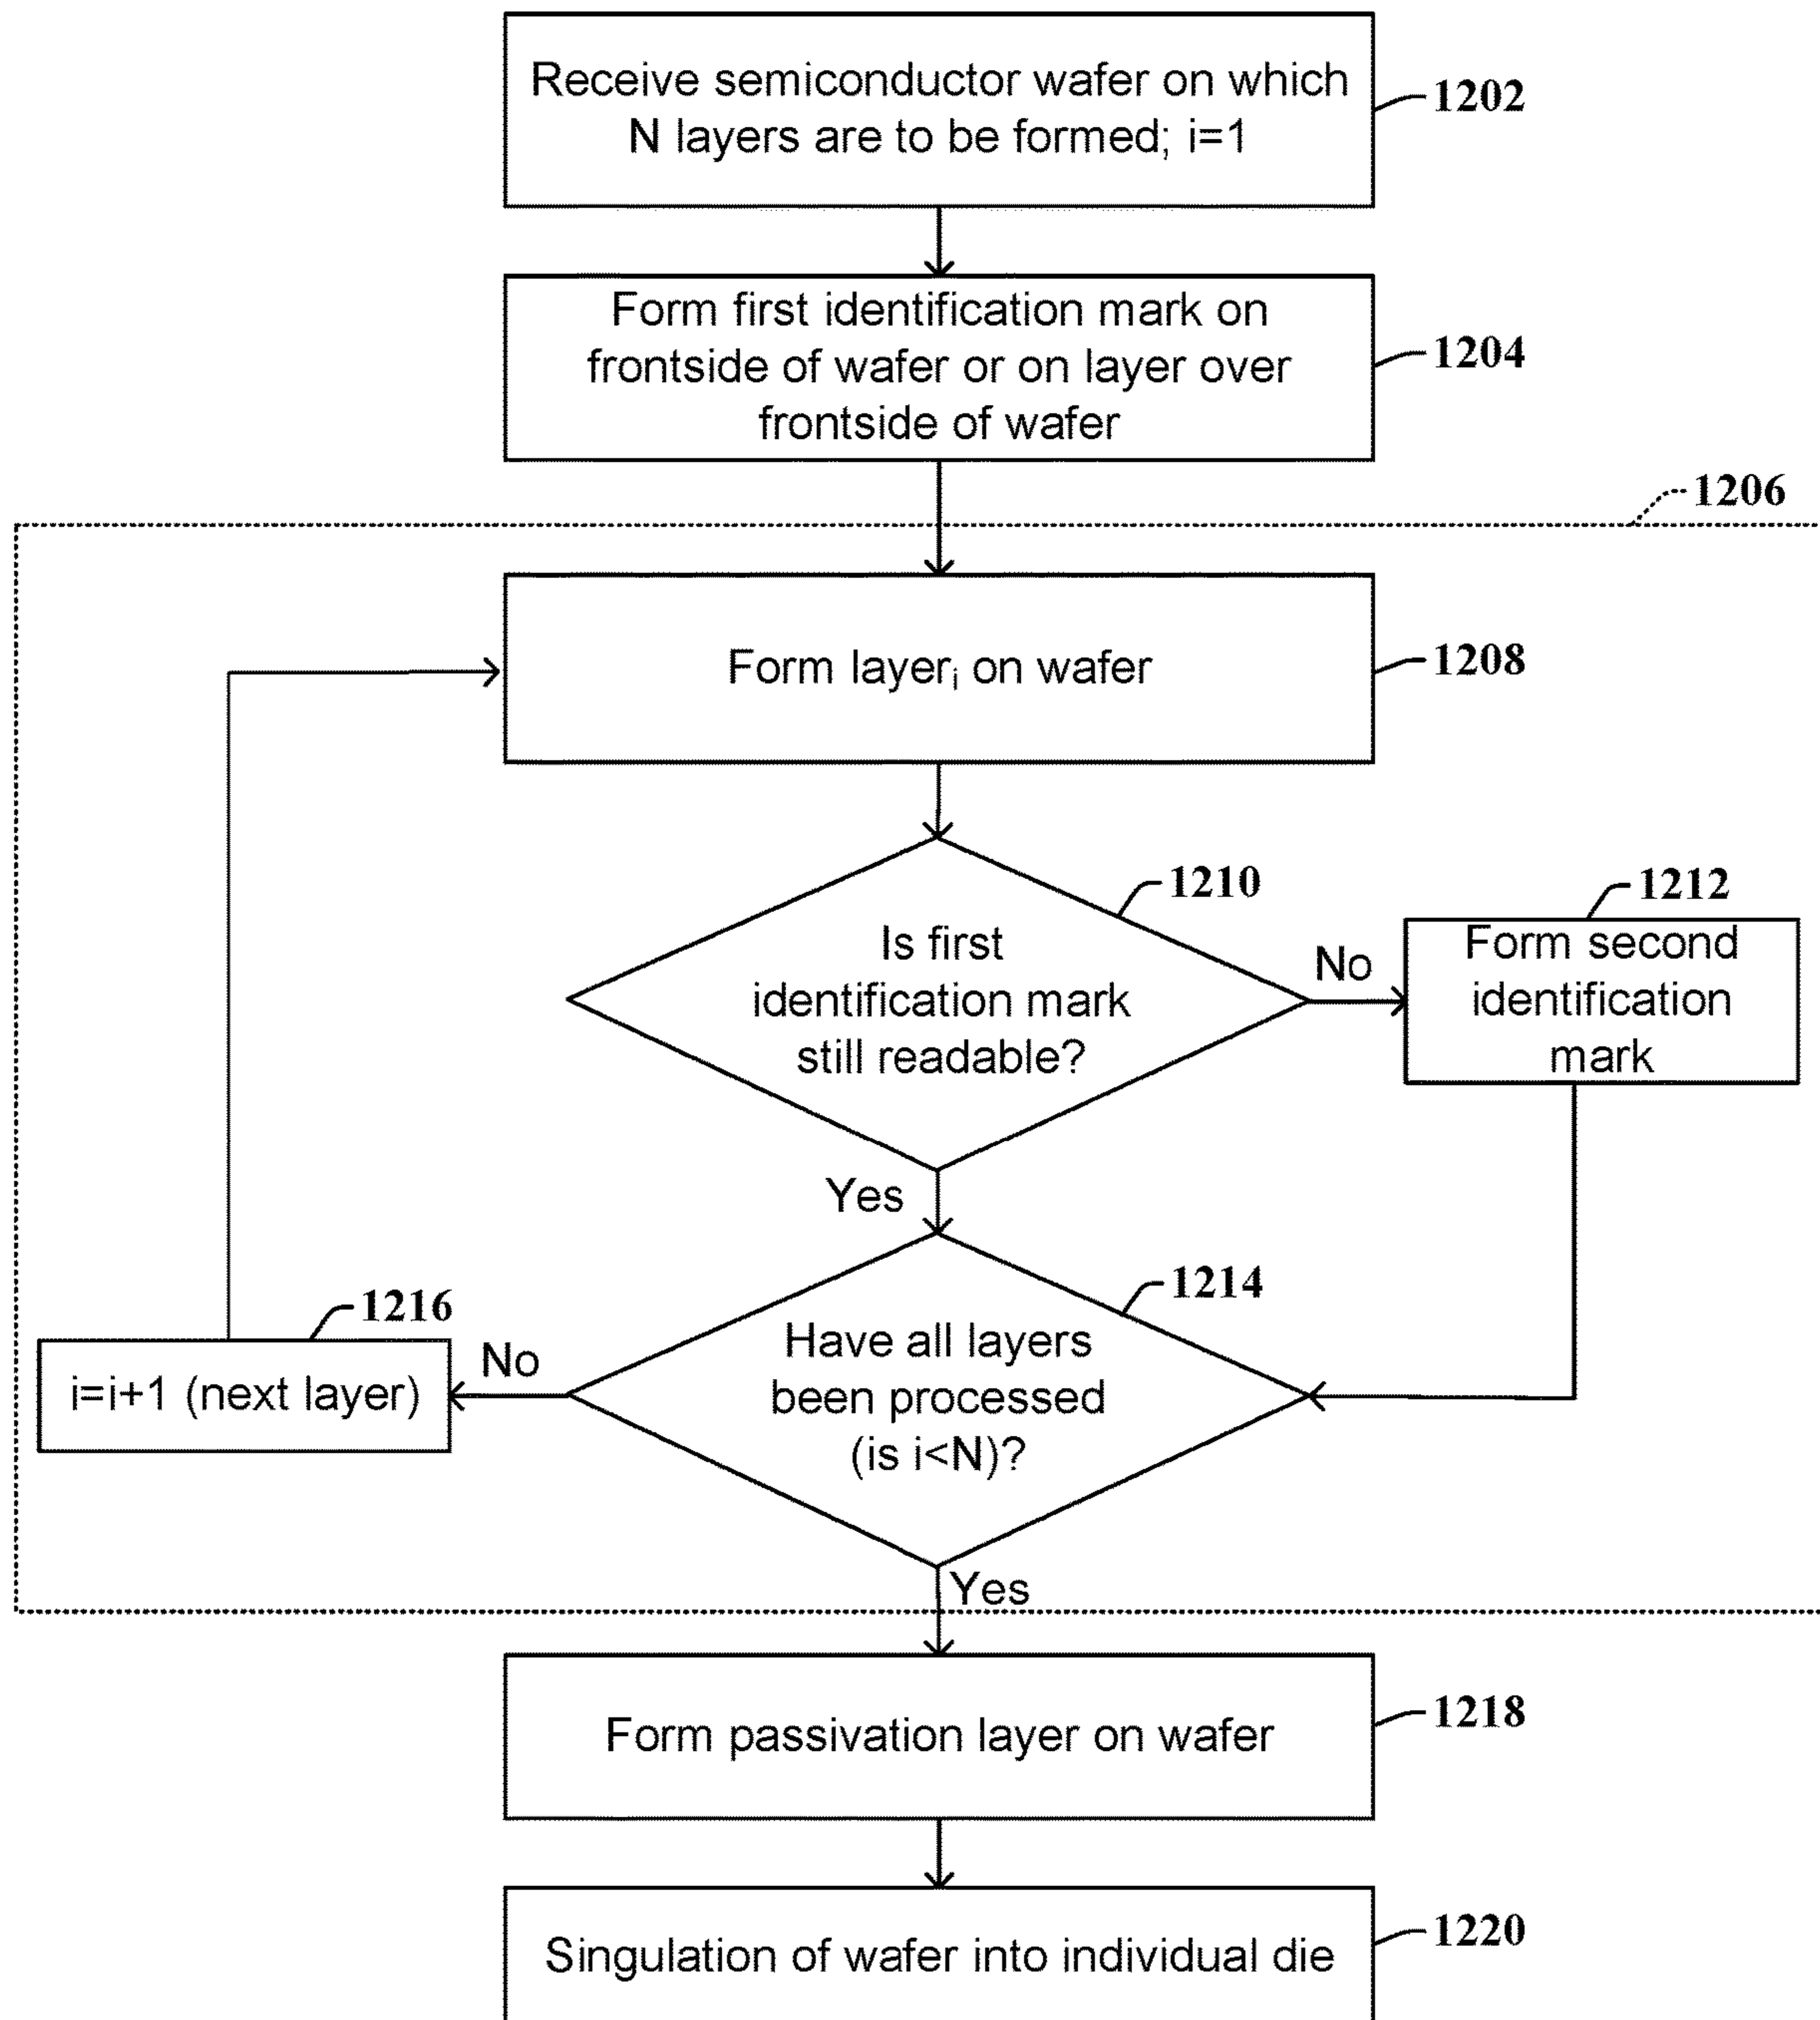 Receive semiconductor wafer on which
N layers are to be formed; i=1
1202
Form first identification mark on
frontside of wafer or on layer over
frontside of wafer
1204
1206
Form layerᵢ on wafer
1208
1210
Is first
identification mark
still readable?
No
1212
Form second
identification
mark
Yes
1214
Have all layers
been processed
(is i<N)?
No
1216
i=i+1 (next layer)
Yes
Form passivation layer on wafer
1218
Singulation of wafer into individual die
1220